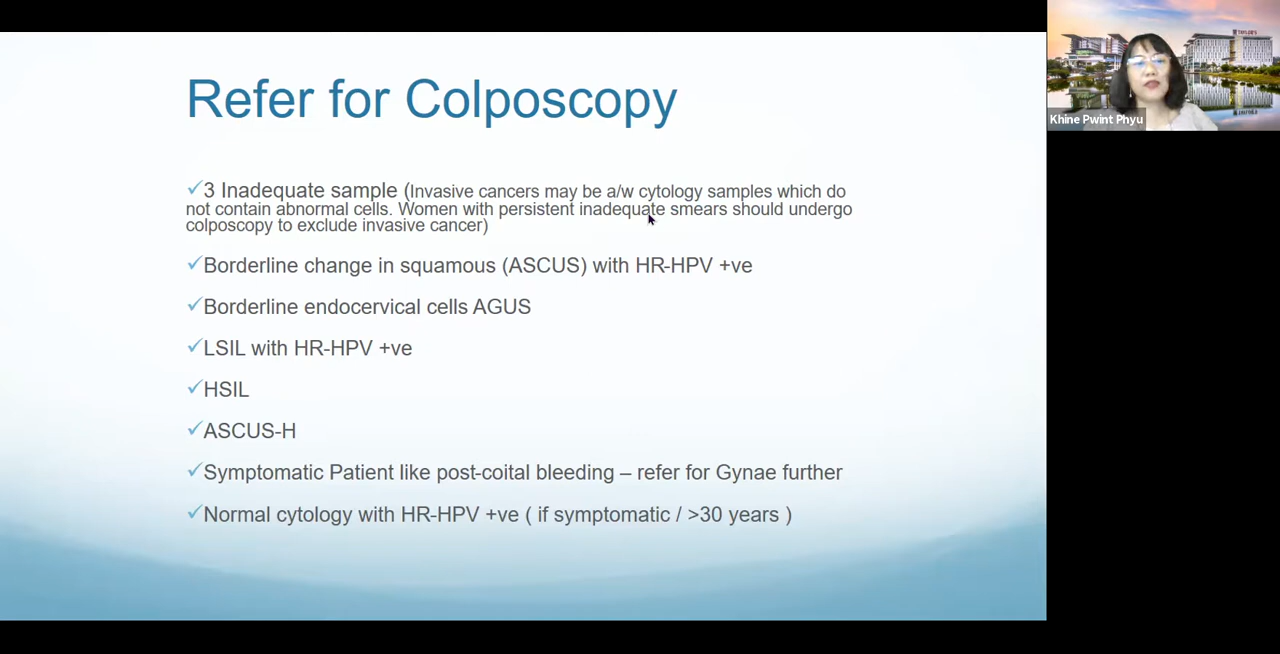 Refer for Colposcopy
✓3 Inadequate sample (Invasive cancers may be a/w cytology samples which do
not contain abnormal cells. Women with persistent inadequate smears should undergo
colposcopy to exclude invasive cancer)
✓Borderline change in squamous (ASCUS) with HR-HPV +ve
✓Borderline endocervical cells AGUS
✓LSIL with HR-HPV +ve
✓HSIL
✓ASCUS-H
✓Symptomatic Patient like post-coital bleeding – refer for Gynae further
✓Normal cytology with HR-HPV +ve ( if symptomatic / >30 years )
TAYLOR'S
Khine Pwint Phyu